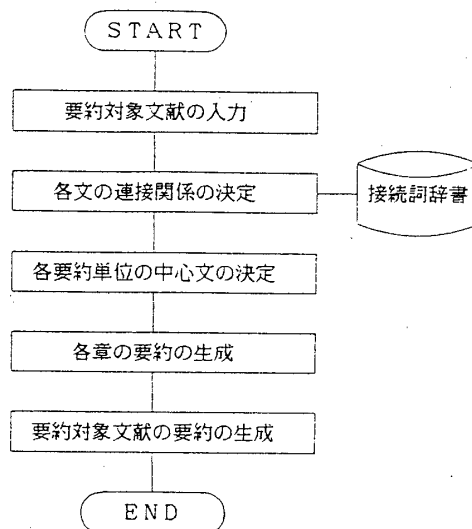 START
要約対象文献の入力
各文の連接関係の決定
接続詞辞書
各要約単位の中心文の決定
各章の要約の生成
要約対象文献の要約の生成
END